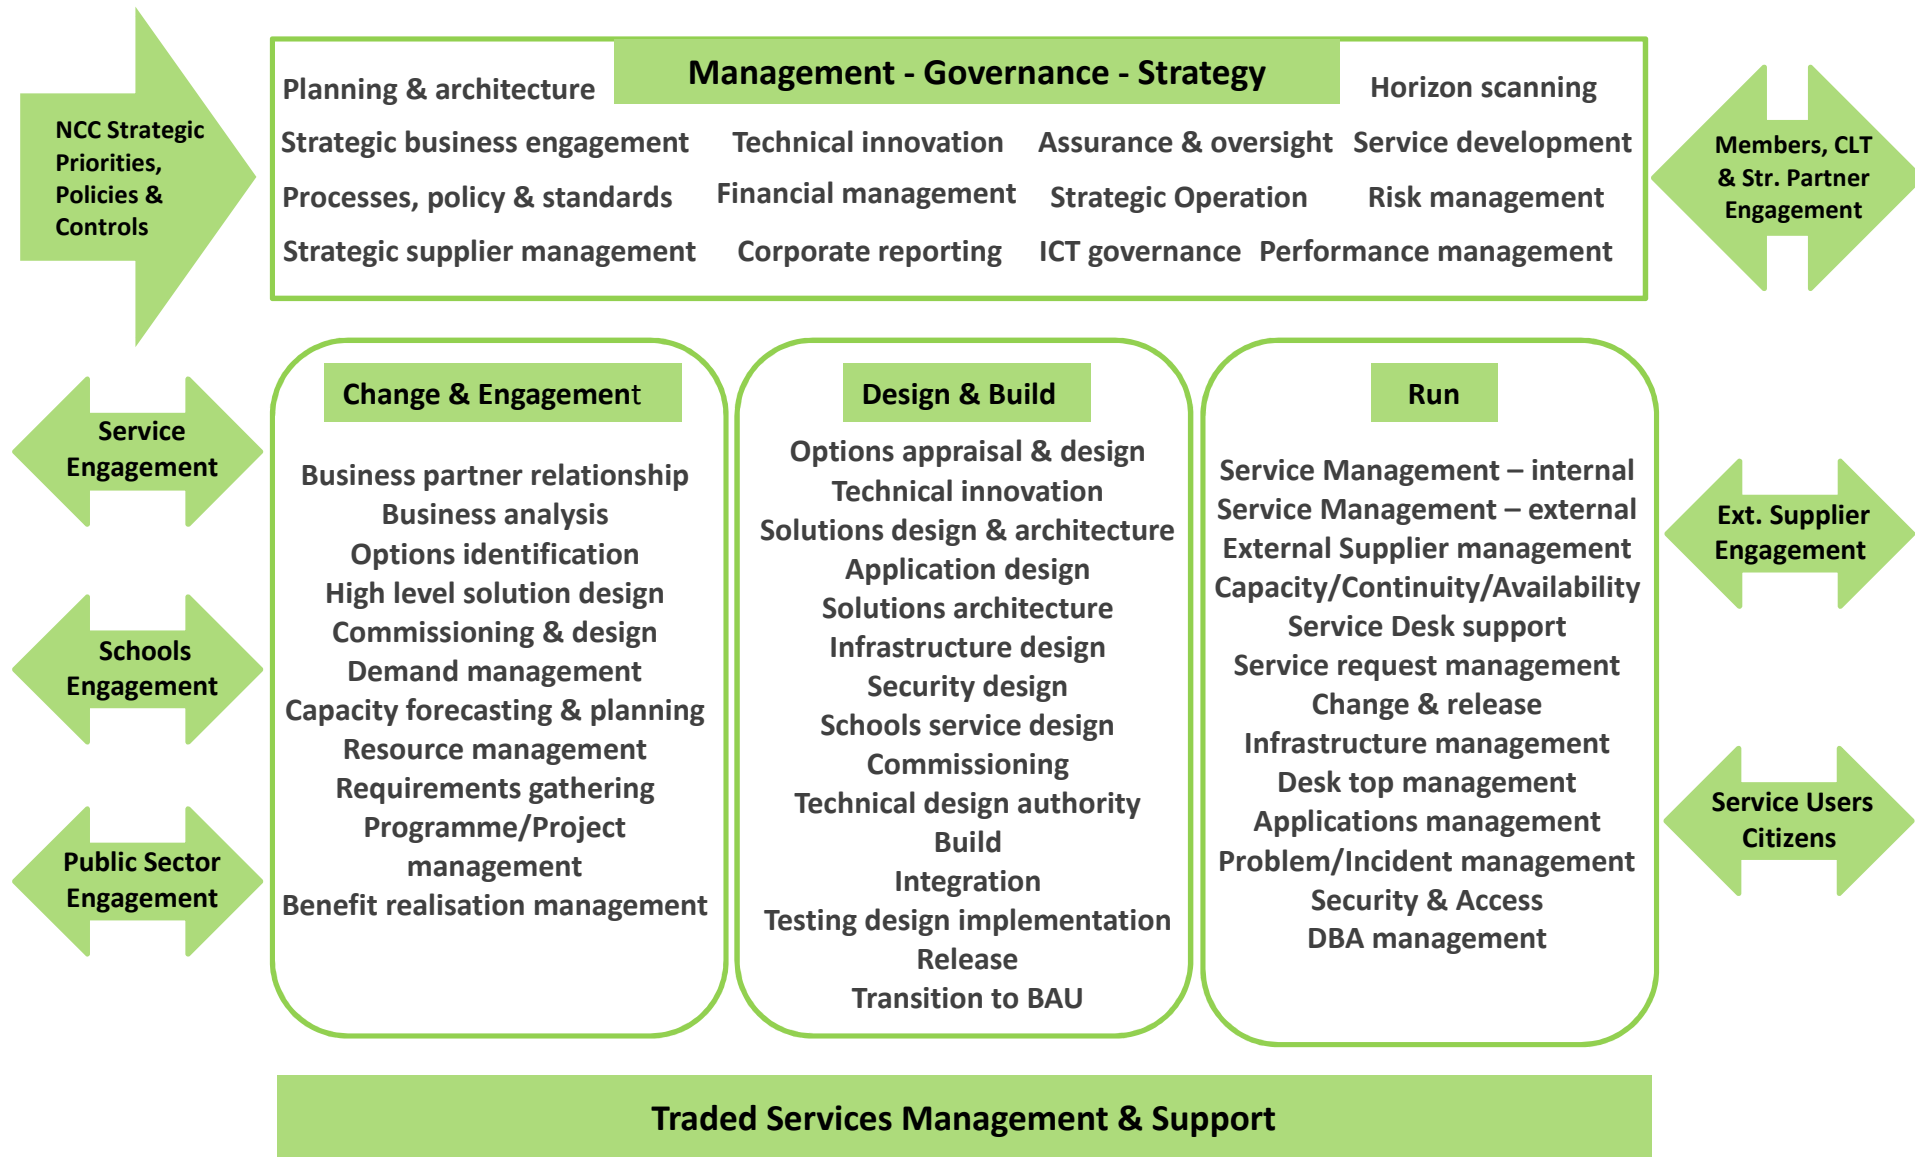 NCC Strategic
Priorities,
Policies &
Controls
Management - Governance - Strategy
Planning & architecture
Horizon scanning
Strategic business engagement
Technical innovation
Assurance & oversight
Service development
Processes, policy & standards
Financial management
Strategic Operation
Risk management
Strategic supplier management
Corporate reporting
ICT governance
Performance management
Members, CLT
& Str. Partner
Engagement
Service
Engagement
Schools
Engagement
Public Sector
Engagement
Change & Engagement
Business partner relationship
Business analysis
Options identification
High level solution design
Commissioning & design
Demand management
Capacity forecasting & planning
Resource management
Requirements gathering
Programme/Project
management
Benefit realisation management
Design & Build
Options appraisal & design
Technical innovation
Solutions design & architecture
Application design
Solutions architecture
Infrastructure design
Security design
Schools service design
Commissioning
Technical design authority
Build
Integration
Testing design implementation
Release
Transition to BAU
Run
Service Management – internal
Service Management – external
External Supplier management
Capacity/Continuity/Availability
Service Desk support
Service request management
Change & release
Infrastructure management
Desk top management
Applications management
Problem/Incident management
Security & Access
DBA management
Ext. Supplier
Engagement
Service Users
Citizens
Traded Services Management & Support